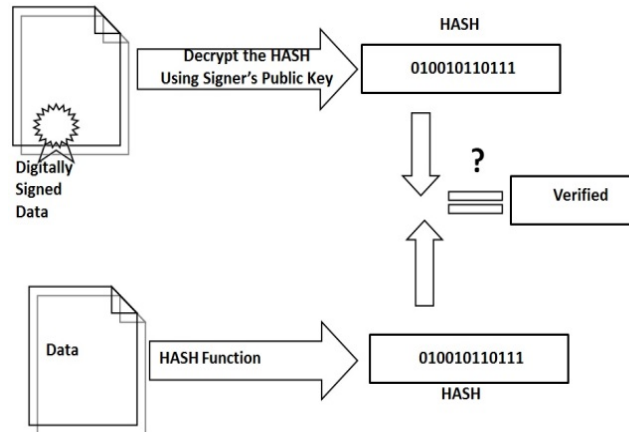 HASH
Decrypt the HASH
Using Signer's Public Key
010010110111
Digitally
Signed
Data
?
Verified
Data
HASH Function
010010110111
HASH